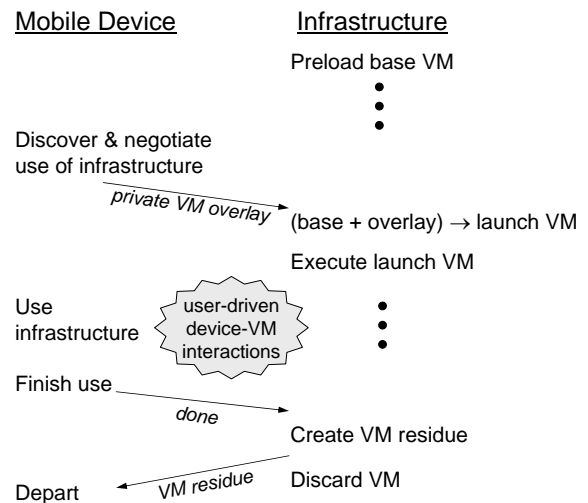 Mobile Device
Infrastructure
Preload base VM
Discover & negotiate
use of infrastructure
private VM overlay
(base + overlay) → launch VM
Execute launch VM
Use
infrastructure
user-driven
device-VM
interactions
Finish use
done
Create VM residue
VM residue
Discard VM
Depart